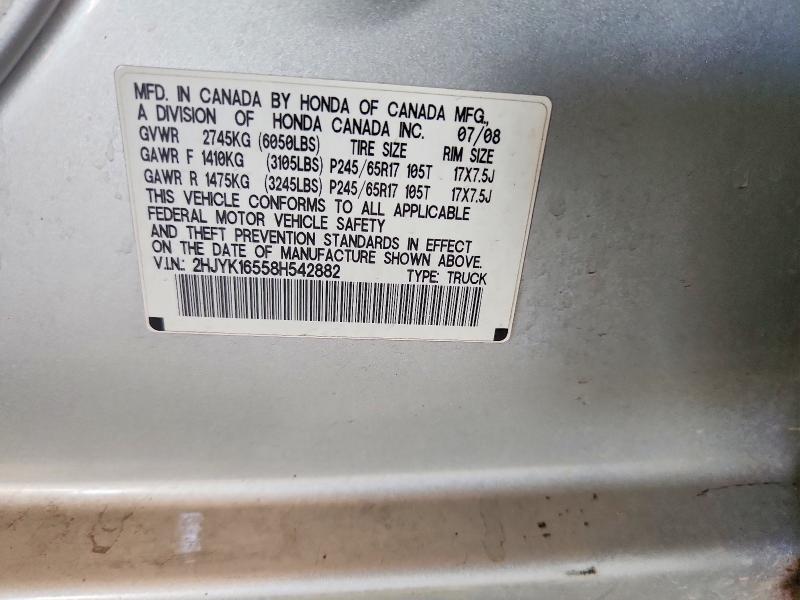 MFD. IN CANADA BY HONDA OF CANADA MFG.,
A DIVISION OF HONDA CANADA INC. 07/08
GVWR 2745KG (6050LBS) TIRE SIZE RIM SIZE
GAWR F 1410KG (3105LBS) P245/65R17 105T 17X7.5J
GAWR R 1475KG (3245LBS) P245/65R17 105T 17X7.5J
THIS VEHICLE CONFORMS TO ALL APPLICABLE
FEDERAL MOTOR VEHICLE SAFETY
AND THEFT PREVENTION STANDARDS IN EFFECT
ON THE DATE OF MANUFACTURE SHOWN ABOVE.
V.I.N.: 2HJYK16558H542882 TYPE: TRUCK